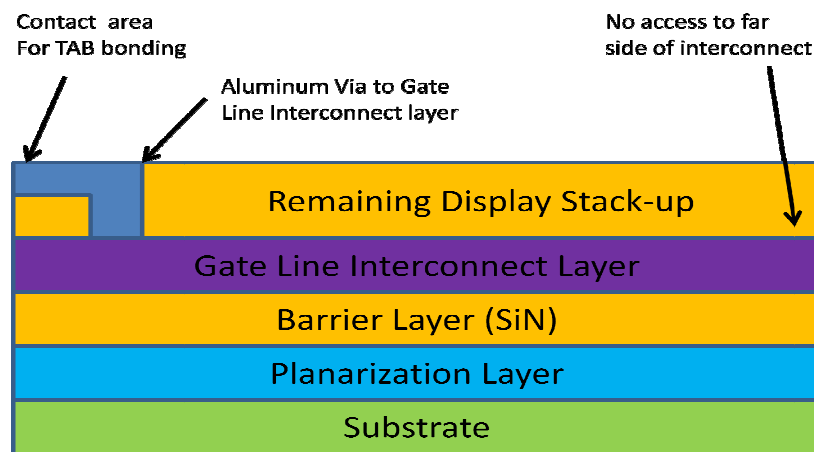 Contact area
For TAB bonding
No access to far
side of interconnect
Aluminum Via to Gate
Line Interconnect layer
Remaining Display Stack-up
Gate Line Interconnect Layer
Barrier Layer (SiN)
Planarization Layer
Substrate